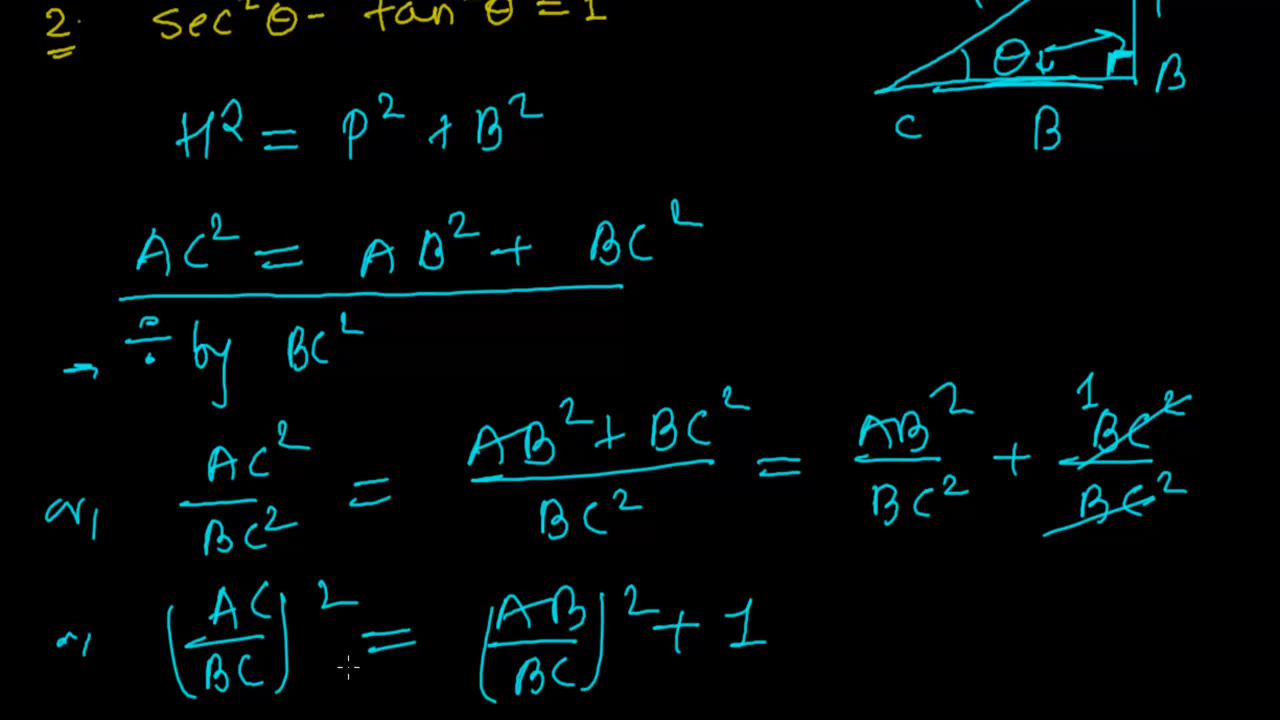 2. sec²θ - tan²θ = 1
θ
B
C
B
H² = P² + B²
AC² = AB² + BC²
→ ÷ by BC²
or, AC²/BC² = (AB² + BC²)/BC² = AB²/BC² + BC²/BC² 1
or, (AC/BC)² = (AB/BC)² + 1